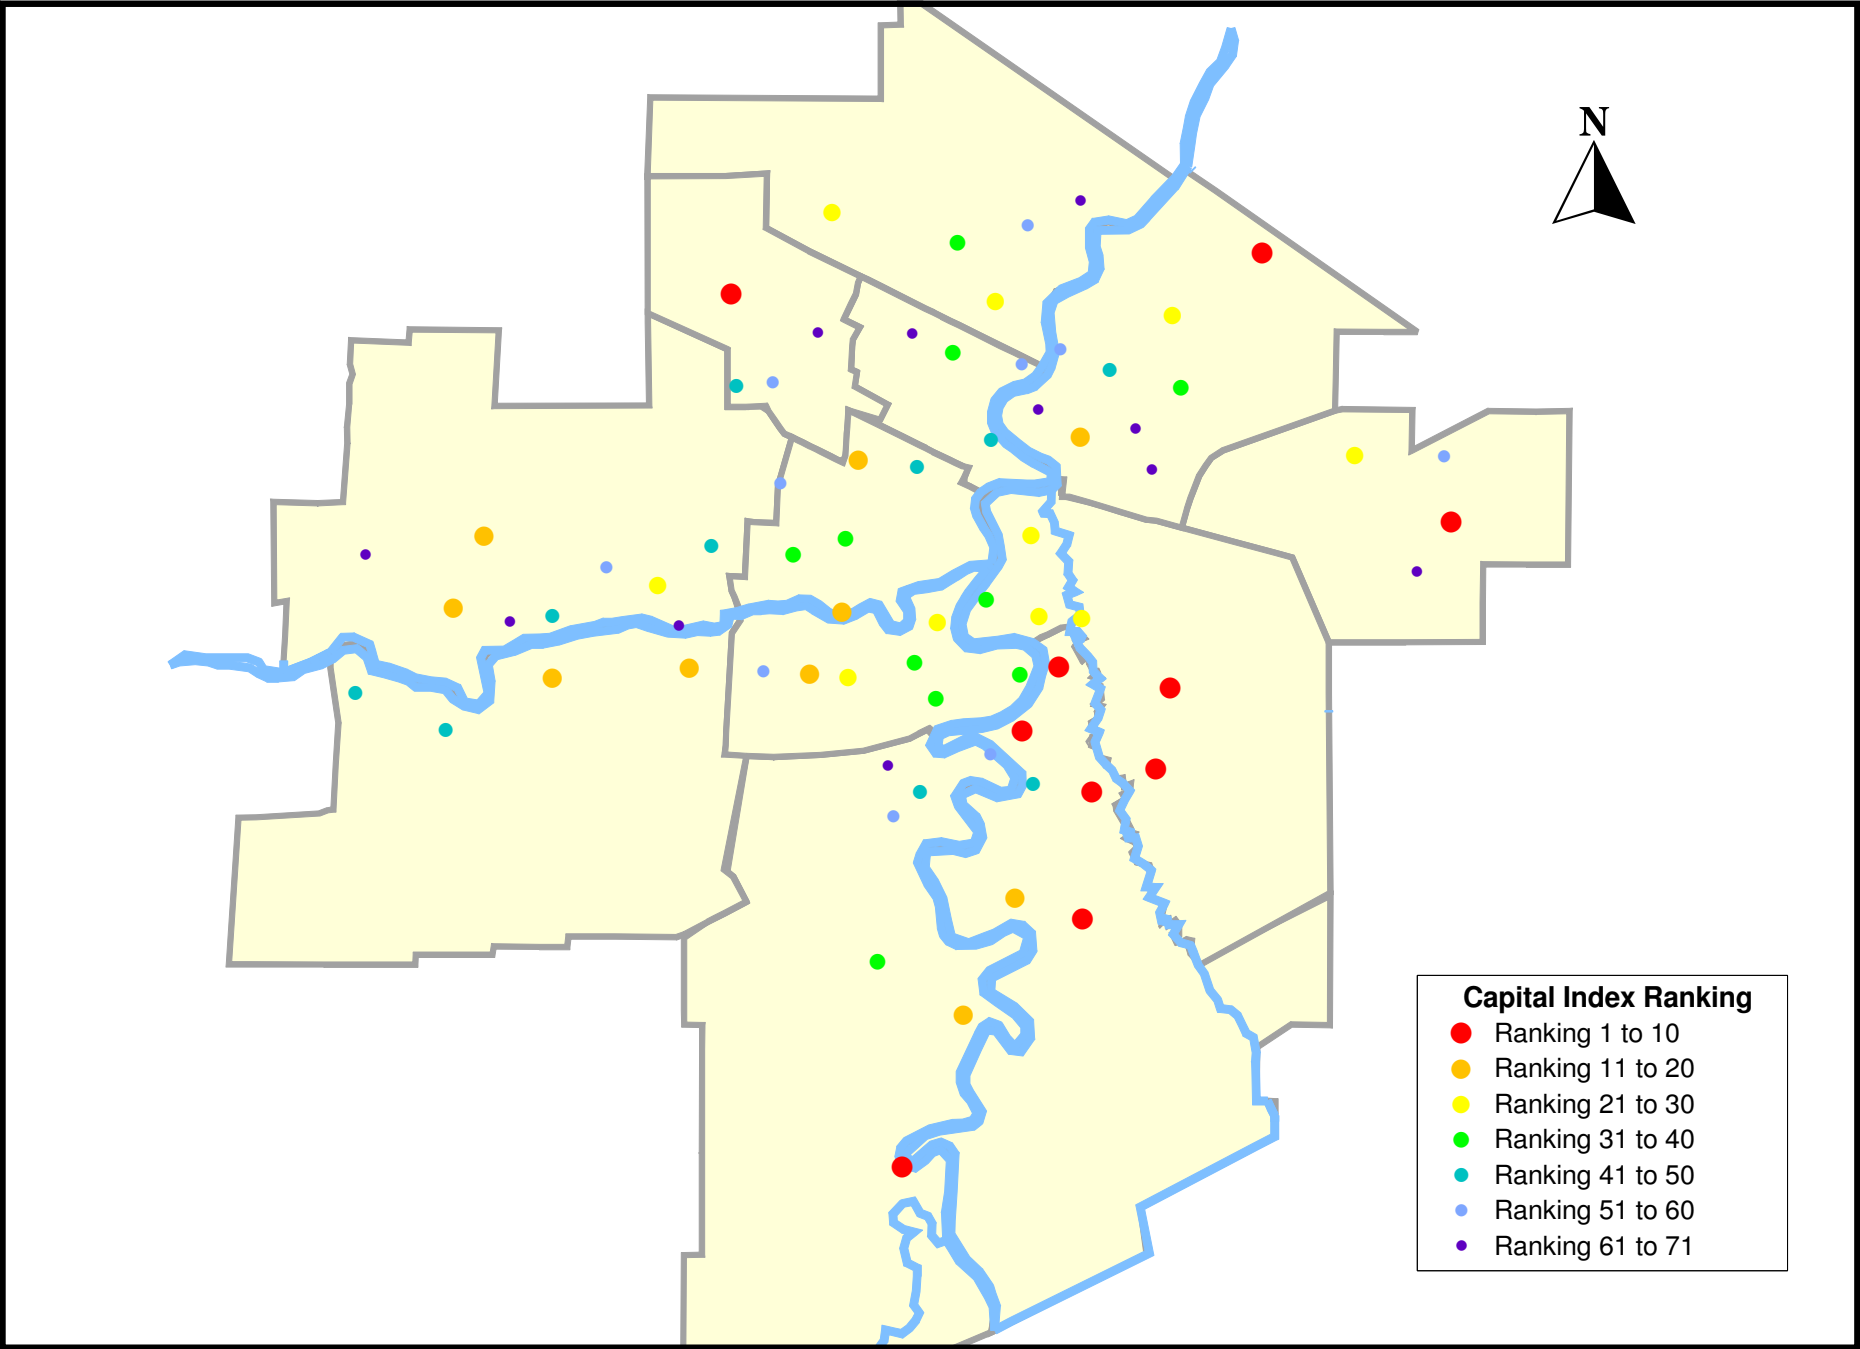 N
Capital Index Ranking
Ranking 1 to 10
Ranking 11 to 20
Ranking 21 to 30
Ranking 31 to 40
Ranking 41 to 50
Ranking 51 to 60
Ranking 61 to 71